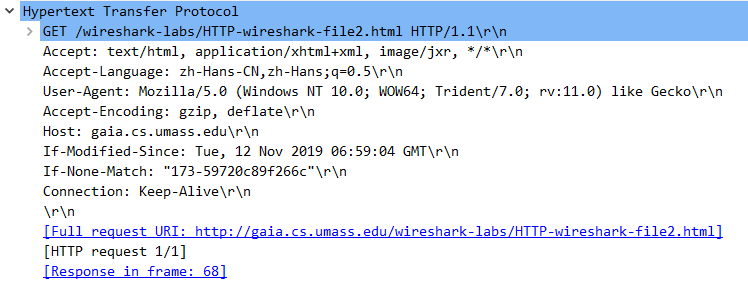 Hypertext Transfer Protocol
GET /wireshark-labs/HTTP-wireshark-file2.html HTTP/1.1\r\n
Accept: text/html, application/xhtml+xml, image/jxr, */*\r\n
Accept-Language: zh-Hans-CN,zh-Hans;q=0.5\r\n
User-Agent: Mozilla/5.0 (Windows NT 10.0; WOW64; Trident/7.0; rv:11.0) like Gecko\r\n
Accept-Encoding: gzip, deflate\r\n
Host: gaia.cs.umass.edu\r\n
If-Modified-Since: Tue, 12 Nov 2019 06:59:04 GMT\r\n
If-None-Match: "173-59720c89f266c"\r\n
Connection: Keep-Alive\r\n
\r\n
[Full request URI: http://gaia.cs.umass.edu/wireshark-labs/HTTP-wireshark-file2.html]
[HTTP request 1/1]
[Response in frame: 68]